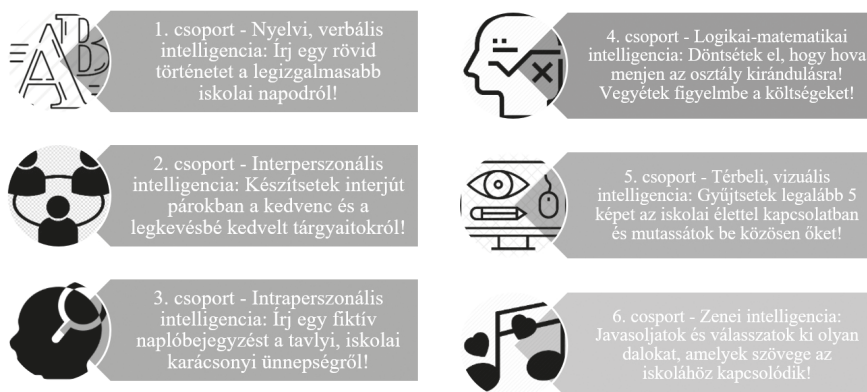 1. csoport - Nyelvi, verbális
intelligencia: Írj egy rövid
történetet a legizgalmasabb
iskolai napodról!
2. csoport - Interperszonális
intelligencia: Készítsetek interjút
párokban a kedvenc és a
legkevésbé kedvelt tárgyaitokról!
3. csoport - Intraperszonális
intelligencia: Írj egy fiktív
naplóbejegyzést a tavlyi, iskolai
karácsonyi ünnepségről!
4. csoport - Logikai-matematikai
intelligencia: Döntsétek el, hogy hova
menjen az osztály kirándulásra!
Vegyétek figyelmbe a költségeket!
5. csoport - Térbeli, vizuális
intelligencia: Gyűjtsetek legalább 5
képet az iskolai élettel kapcsolatban
és mutassátok be közösen őket!
6. cosport - Zenei intelligencia:
Javasoljatok és válasszatok ki olyan
dalokat, amelyek szövege az
iskolához kapcsolódik!